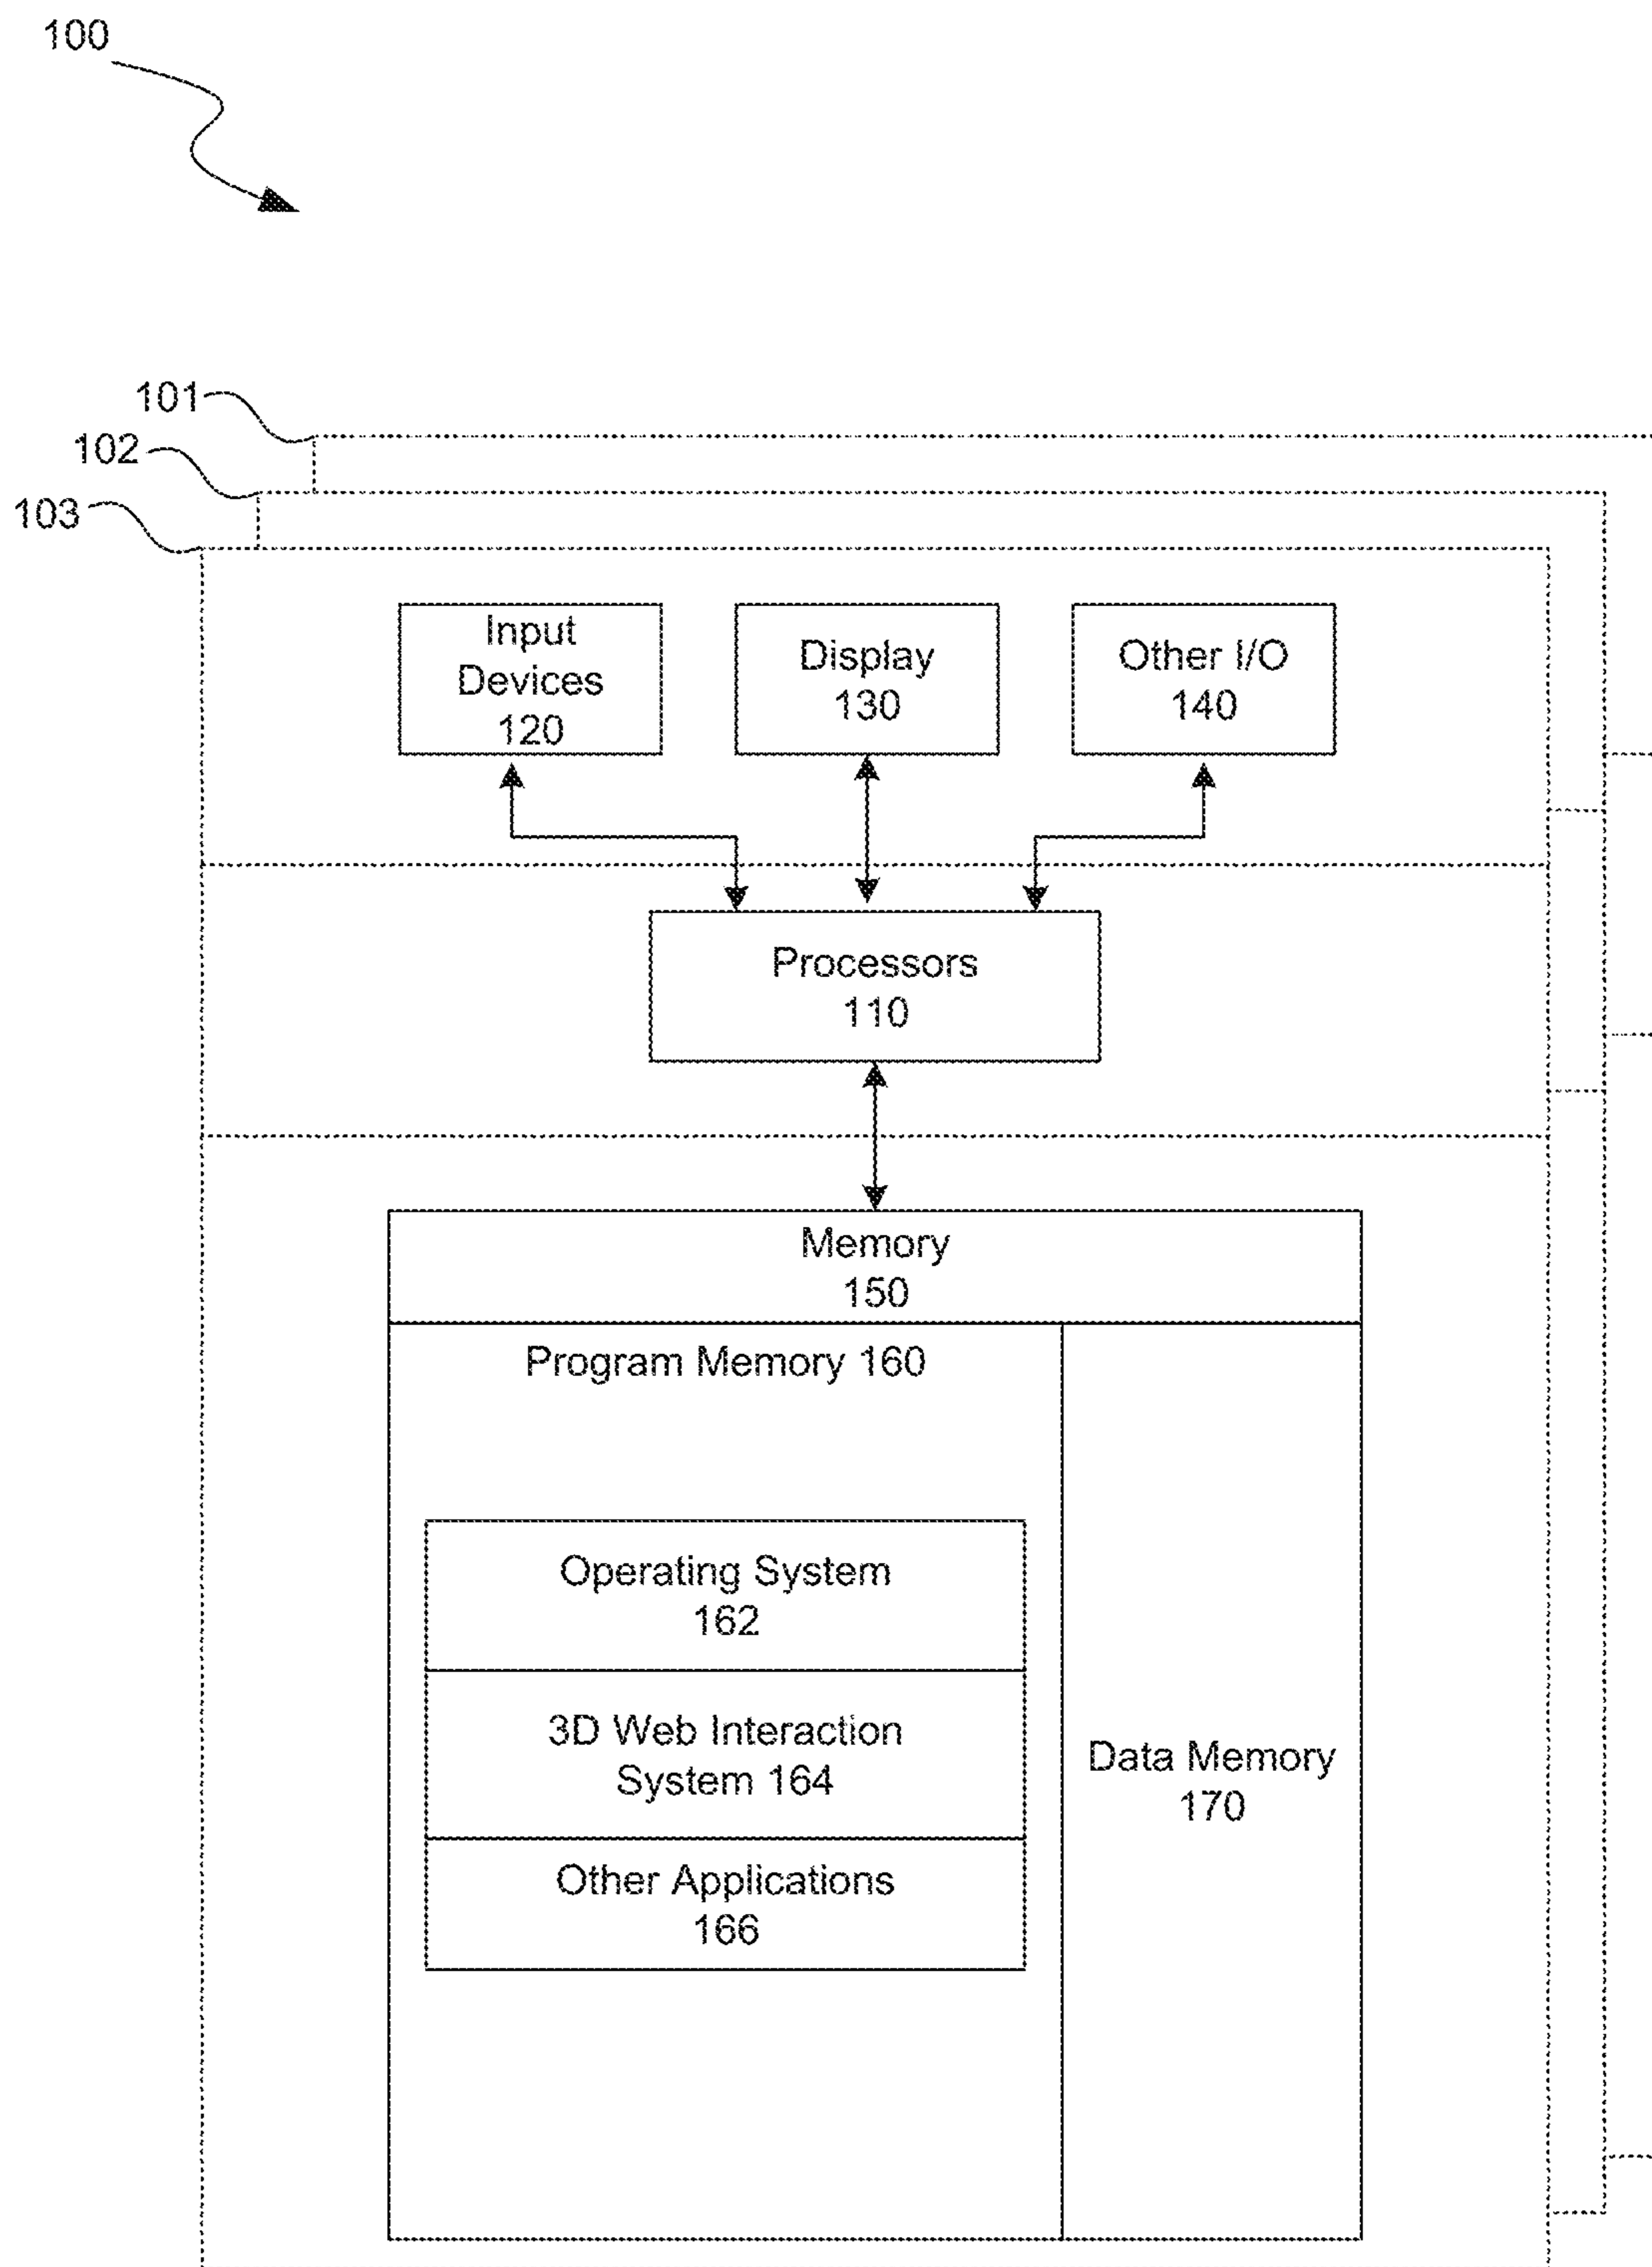 100
101
102
103
Input
Devices
120
Display
130
Other I/O
140
Processors
110
Memory
150
Program Memory 160
Operating System
162
3D Web Interaction
System 164
Other Applications
166
Data Memory
170